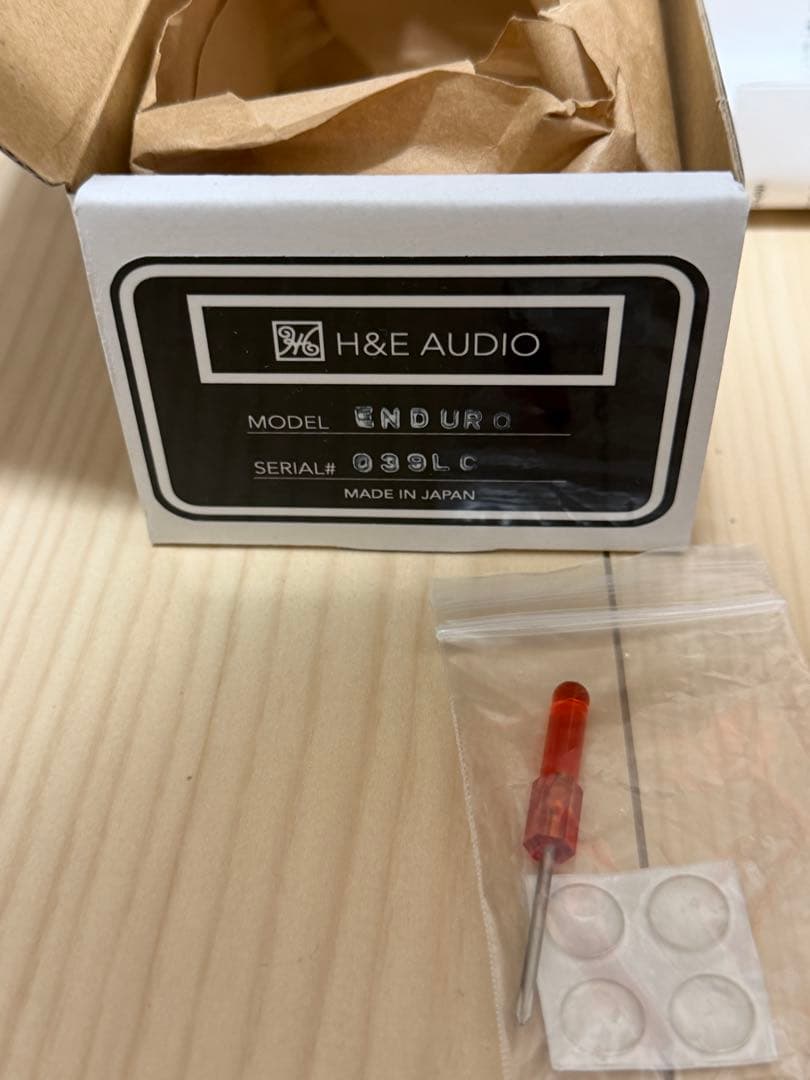 H&E AUDIO
MODEL ENDURO
SERIAL# 039LC
MADE IN JAPAN